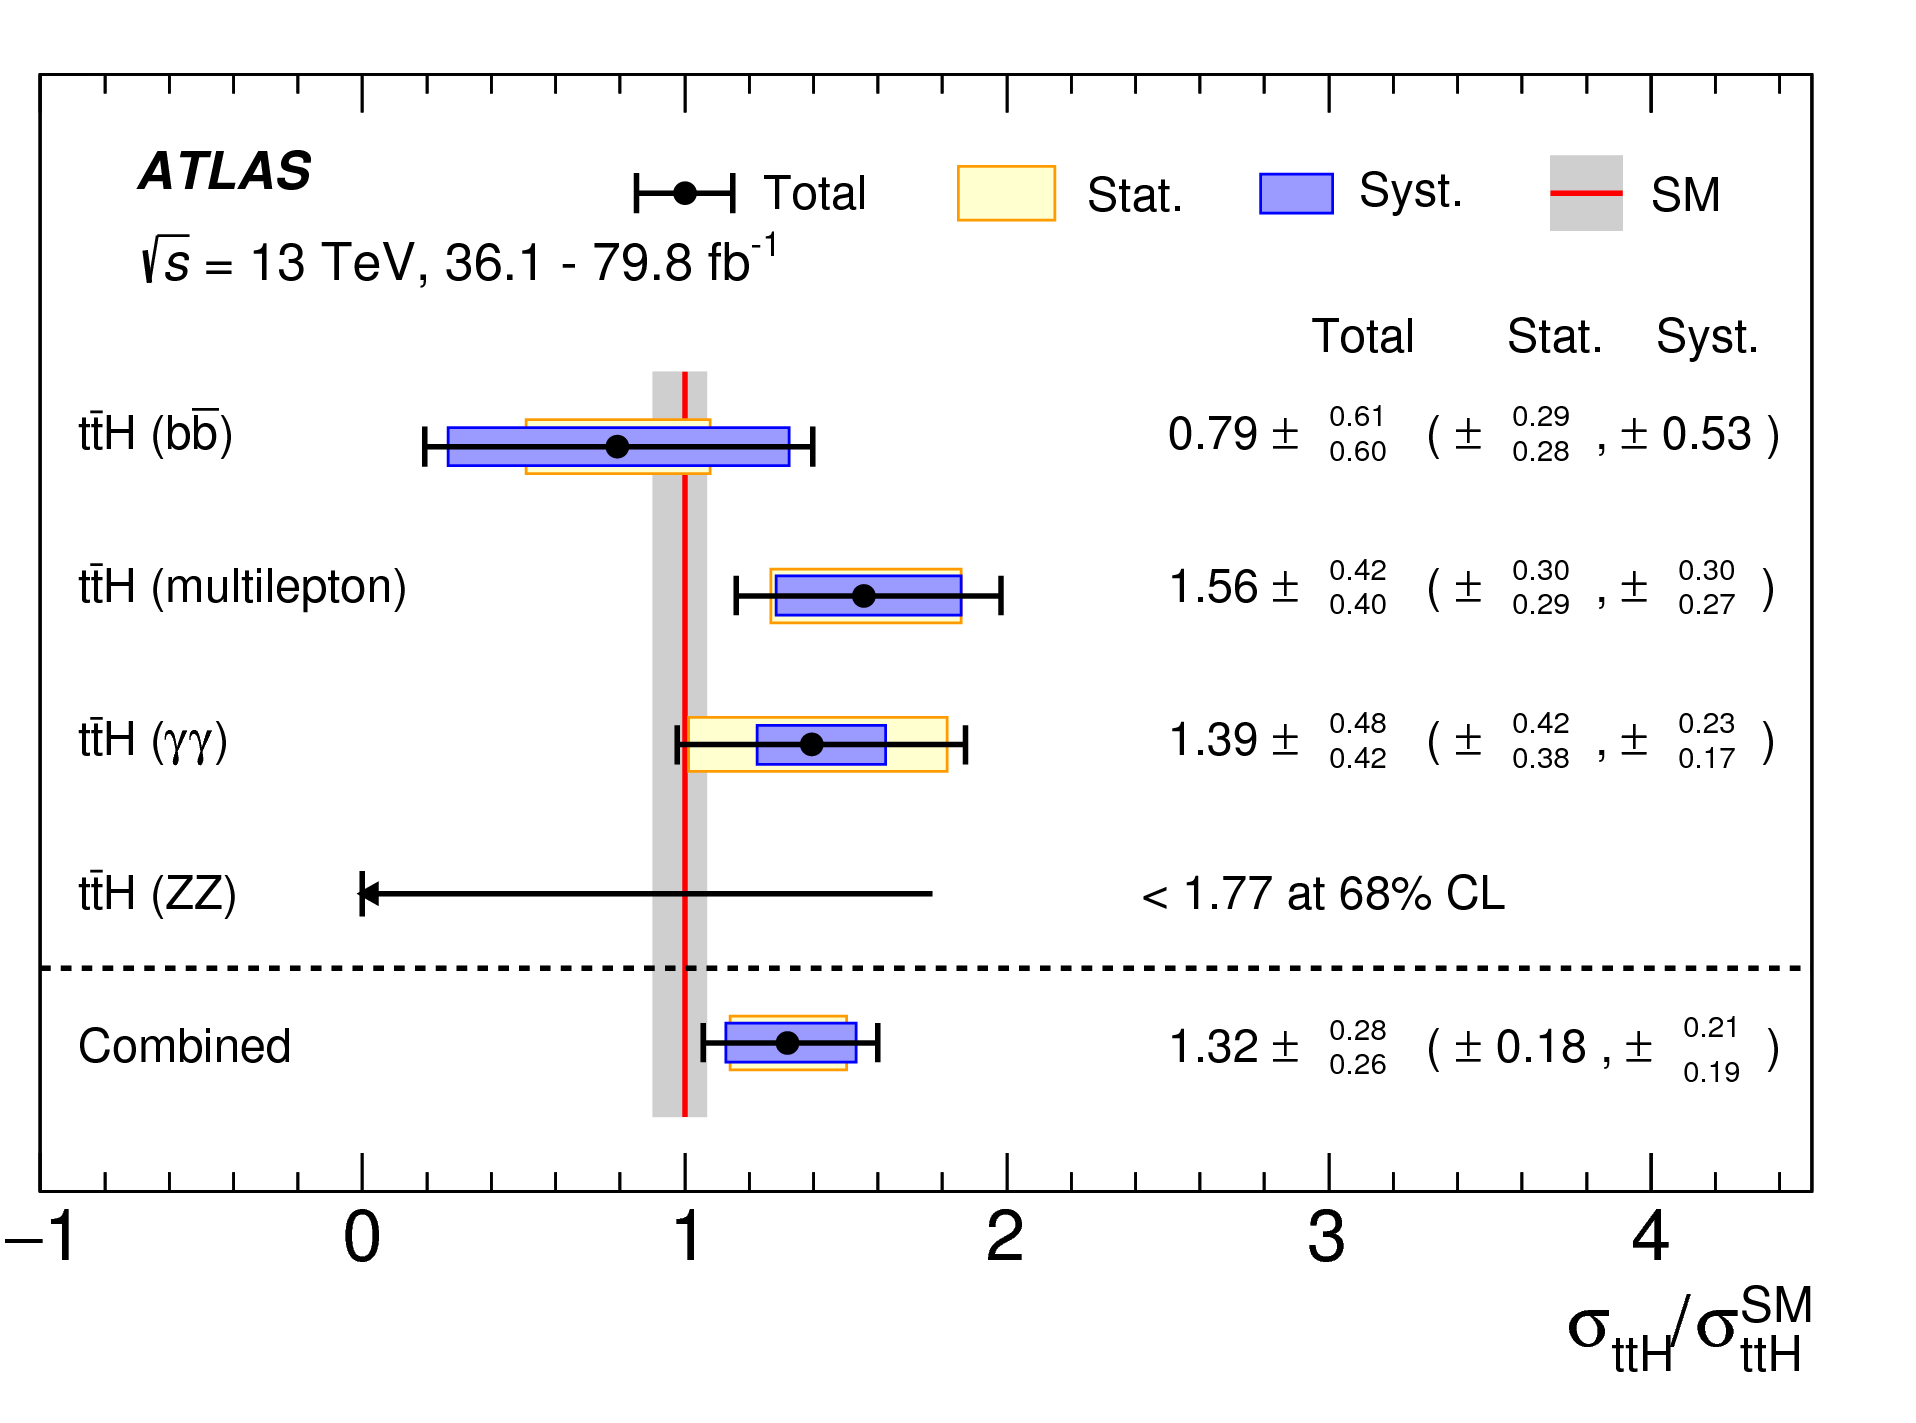 ATLAS
Total Stat. Syst. SM
√s = 13 TeV, 36.1 - 79.8 fb⁻¹
Total Stat. Syst.
tt̄H (bb̄) 0.79 ± 0.61 0.60 ( ± 0.29 0.28 , ± 0.53 )
tt̄H (multilepton) 1.56 ± 0.42 0.40 ( ± 0.30 0.29 , ± 0.30 0.27 )
tt̄H (γγ) 1.39 ± 0.48 0.42 ( ± 0.42 0.38 , ± 0.23 0.17 )
tt̄H (ZZ) < 1.77 at 68% CL
Combined 1.32 ± 0.28 0.26 ( ± 0.18 , ± 0.21 0.19 )
−1 0 1 2 3 4
σttH/σSMttH